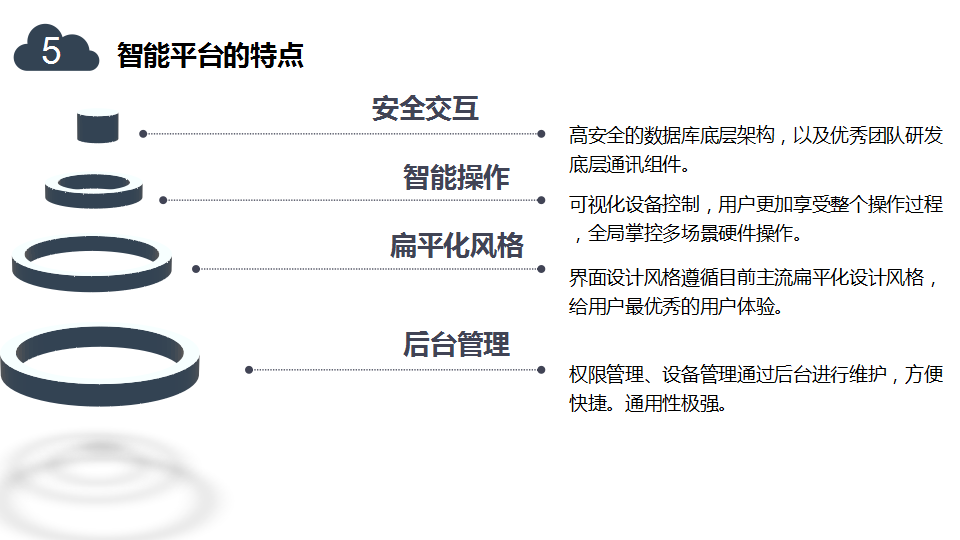 5
智能平台的特点
安全交互
高安全的数据库底层架构，以及优秀团队研发
底层通讯组件。
智能操作
可视化设备控制，用户更加享受整个操作过程
，全局掌控多场景硬件操作。
扁平化风格
界面设计风格遵循目前主流扁平化设计风格，
给用户最优秀的用户体验。
后台管理
权限管理、设备管理通过后台进行维护，方便
快捷。通用性极强。